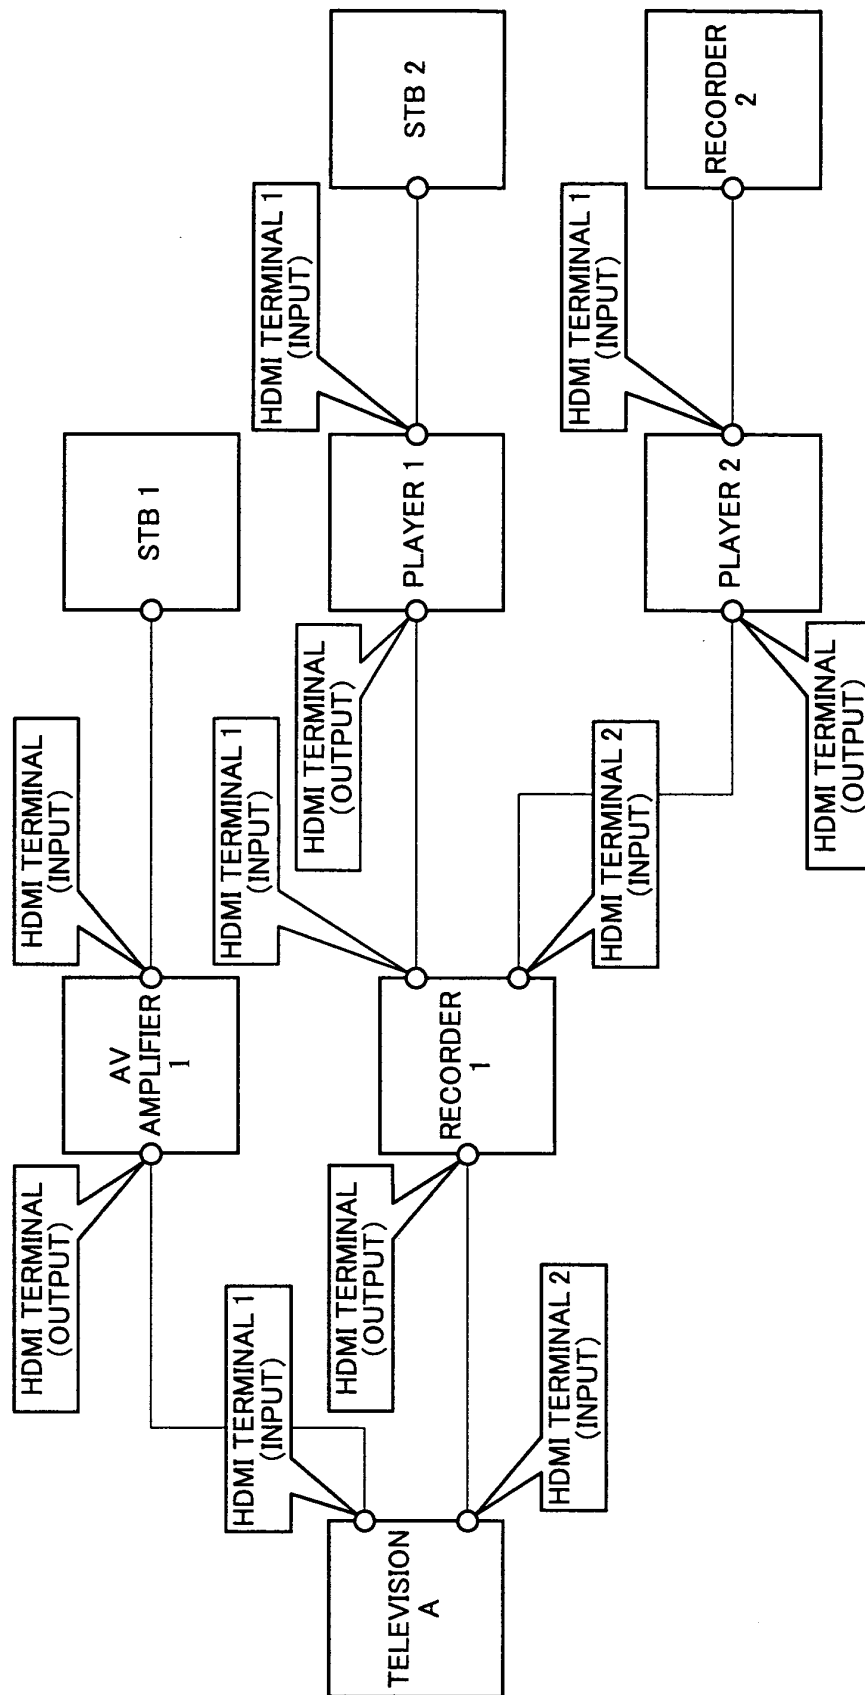 TELEVISION
A
HDMI TERMINAL 1
(INPUT)
HDMI TERMINAL 2
(INPUT)
HDMI TERMINAL
(OUTPUT)
AV
AMPLIFIER
1
HDMI TERMINAL
(INPUT)
STB 1
HDMI TERMINAL
(OUTPUT)
RECORDER
1
HDMI TERMINAL 1
(INPUT)
HDMI TERMINAL 2
(INPUT)
HDMI TERMINAL
(OUTPUT)
PLAYER 1
HDMI TERMINAL 1
(INPUT)
STB 2
HDMI TERMINAL
(OUTPUT)
PLAYER 2
HDMI TERMINAL 1
(INPUT)
RECORDER
2